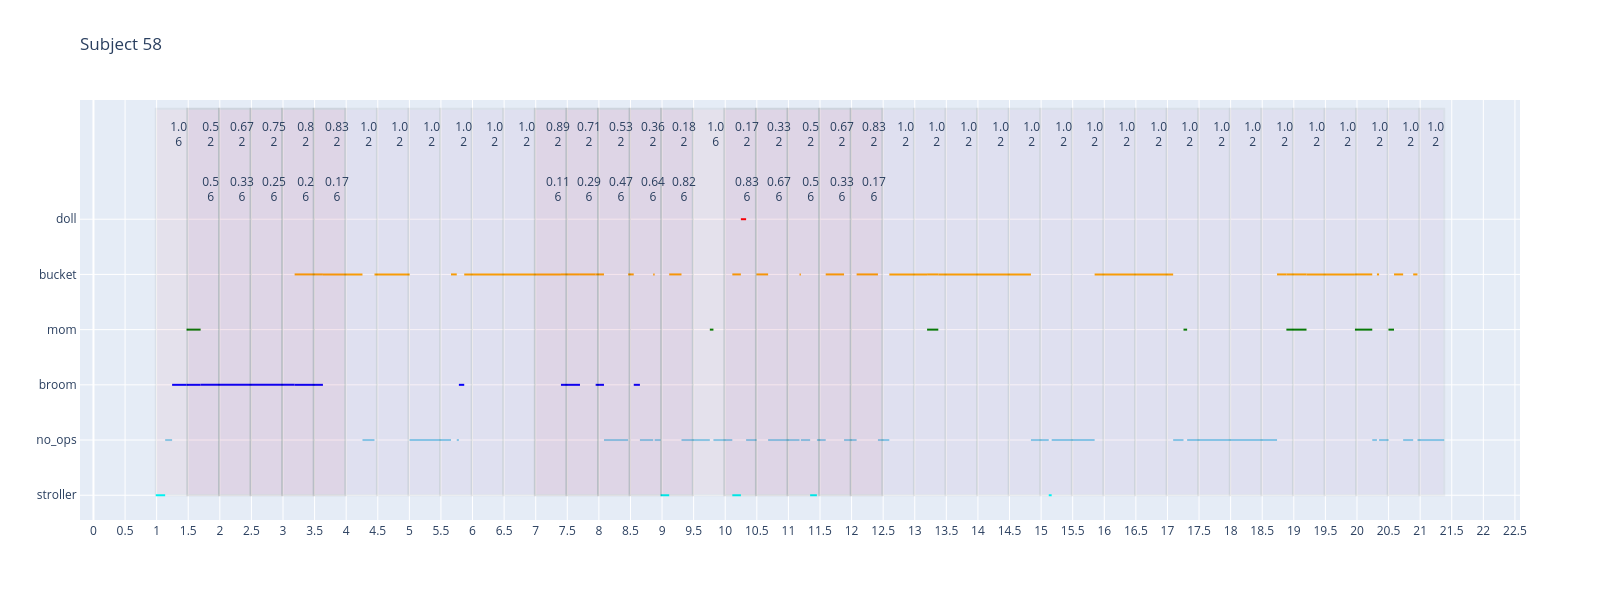 Subject 58
1.0 0.5 0.67 0.75 0.8 0.83 1.0 1.0 1.0 1.0 1.0 1.0 0.89 0.71 0.53 0.36 0.18 1.0 0.17 0.33 0.5 0.67 0.83 1.0 1.0 1.0 1.0 1.0 1.0 1.0 1.0 1.0 1.0 1.0 1.0 1.0 1.0 1.0 1.0 1.0 1.0
6 2 2 2 2 2 2 2 2 2 2 2 2 2 2 2 2 6 2 2 2 2 2 2 2 2 2 2 2 2 2 2 2 2 2 2 2 2 2 2 2
0.5 0.33 0.25 0.2 0.17 0.11 0.29 0.47 0.64 0.82 0.83 0.67 0.5 0.33 0.17
6 6 6 6 6 6 6 6 6 6 6 6 6 6 6
doll
bucket
mom
broom
no_ops
stroller
0 0.5 1 1.5 2 2.5 3 3.5 4 4.5 5 5.5 6 6.5 7 7.5 8 8.5 9 9.5 10 10.5 11 11.5 12 12.5 13 13.5 14 14.5 15 15.5 16 16.5 17 17.5 18 18.5 19 19.5 20 20.5 21 21.5 22 22.5